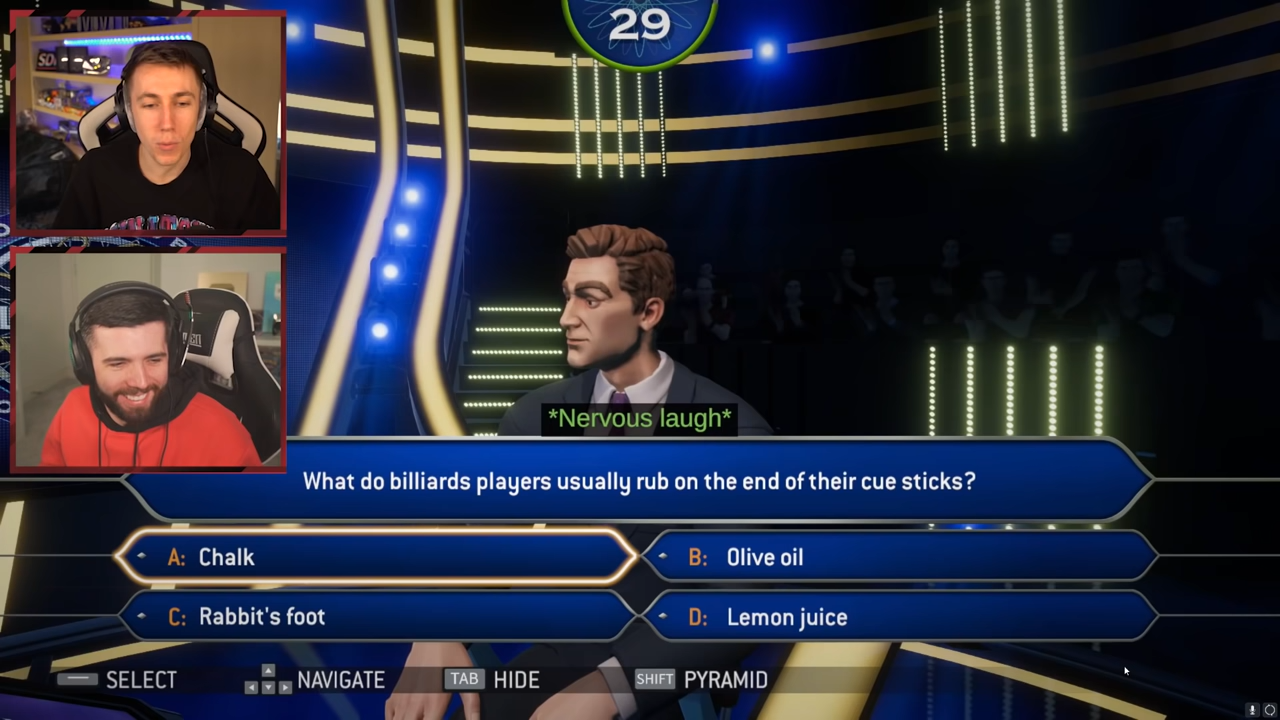 29
*Nervous laugh*
What do billiards players usually rub on the end of their cue sticks?
A: Chalk
B: Olive oil
C: Rabbit's foot
D: Lemon juice
SELECT
NAVIGATE
TAB HIDE
SHIFT PYRAMID